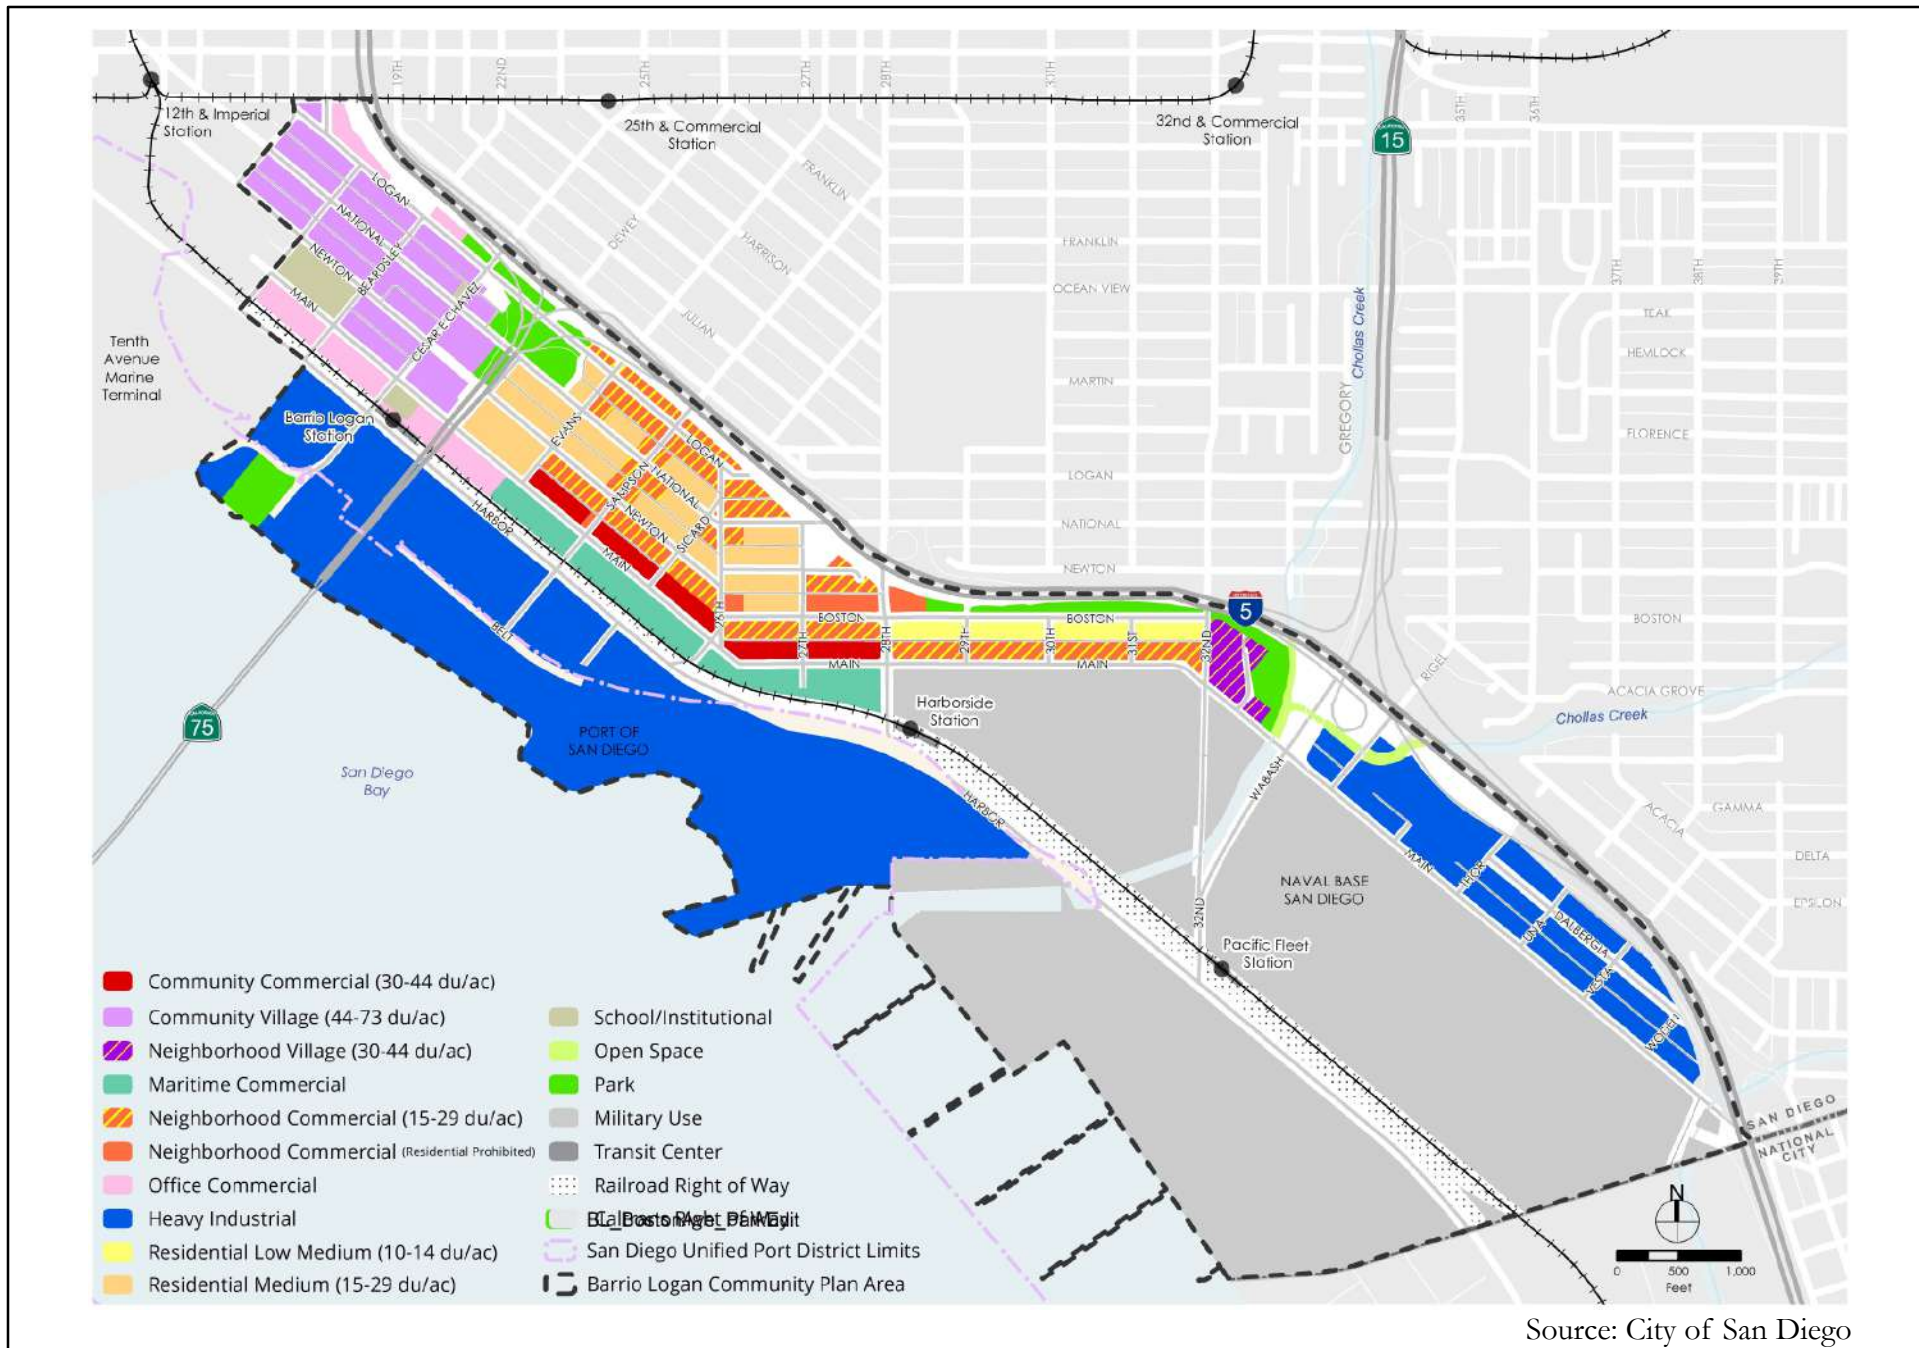 19TH
22ND
25TH
27TH
28TH
30TH
35TH
36TH
12th & Imperial
Station
25th & Commercial
Station
32nd & Commercial
Station
CALIFORNIA
15
LOGAN
NATIONAL
BEARDSLEY
NEWTON
MAIN
CESAR E CHAVEZ
DEWEY
FRANKLIN
HARRISON
JULIAN
FRANKLIN
OCEAN VIEW
MARTIN
LOGAN
NATIONAL
NEWTON
Chollas Creek
GREGORY
37TH
38TH
39TH
TEAK
HEMLOCK
FLORENCE
BOSTON
ACACIA GROVE
Chollas Creek
RIGEL
ACACIA
GAMMA
DELTA
EPSILON
Tenth
Avenue
Marine
Terminal
Barrio Logan
Station
EVANS
LOGAN
SAMPSON
NATIONAL
NEWTON
SICARD
MAIN
HARBOR
BELT
26TH
27TH
28TH
29TH
30TH
31ST
32ND
BOSTON
BOSTON
MAIN
MAIN
5
CALIFORNIA
75
San Diego
Bay
PORT OF
SAN DIEGO
Harborside
Station
HARBOR
WABASH
32ND
NAVAL BASE
SAN DIEGO
Pacific Fleet
Station
MAIN
THOR
UNA
DALBERGIA
VESTA
WODEN
SAN DIEGO
NATIONAL
CITY
Community Commercial (30-44 du/ac)
Community Village (44-73 du/ac)
Neighborhood Village (30-44 du/ac)
Maritime Commercial
Neighborhood Commercial (15-29 du/ac)
Neighborhood Commercial (Residential Prohibited)
Office Commercial
Heavy Industrial
Residential Low Medium (10-14 du/ac)
Residential Medium (15-29 du/ac)
School/Institutional
Open Space
Park
Military Use
Transit Center
Railroad Right of Way
San Diego Unified Port District Limits
Barrio Logan Community Plan Area
N
0 500 1,000
Feet
Source: City of San Diego